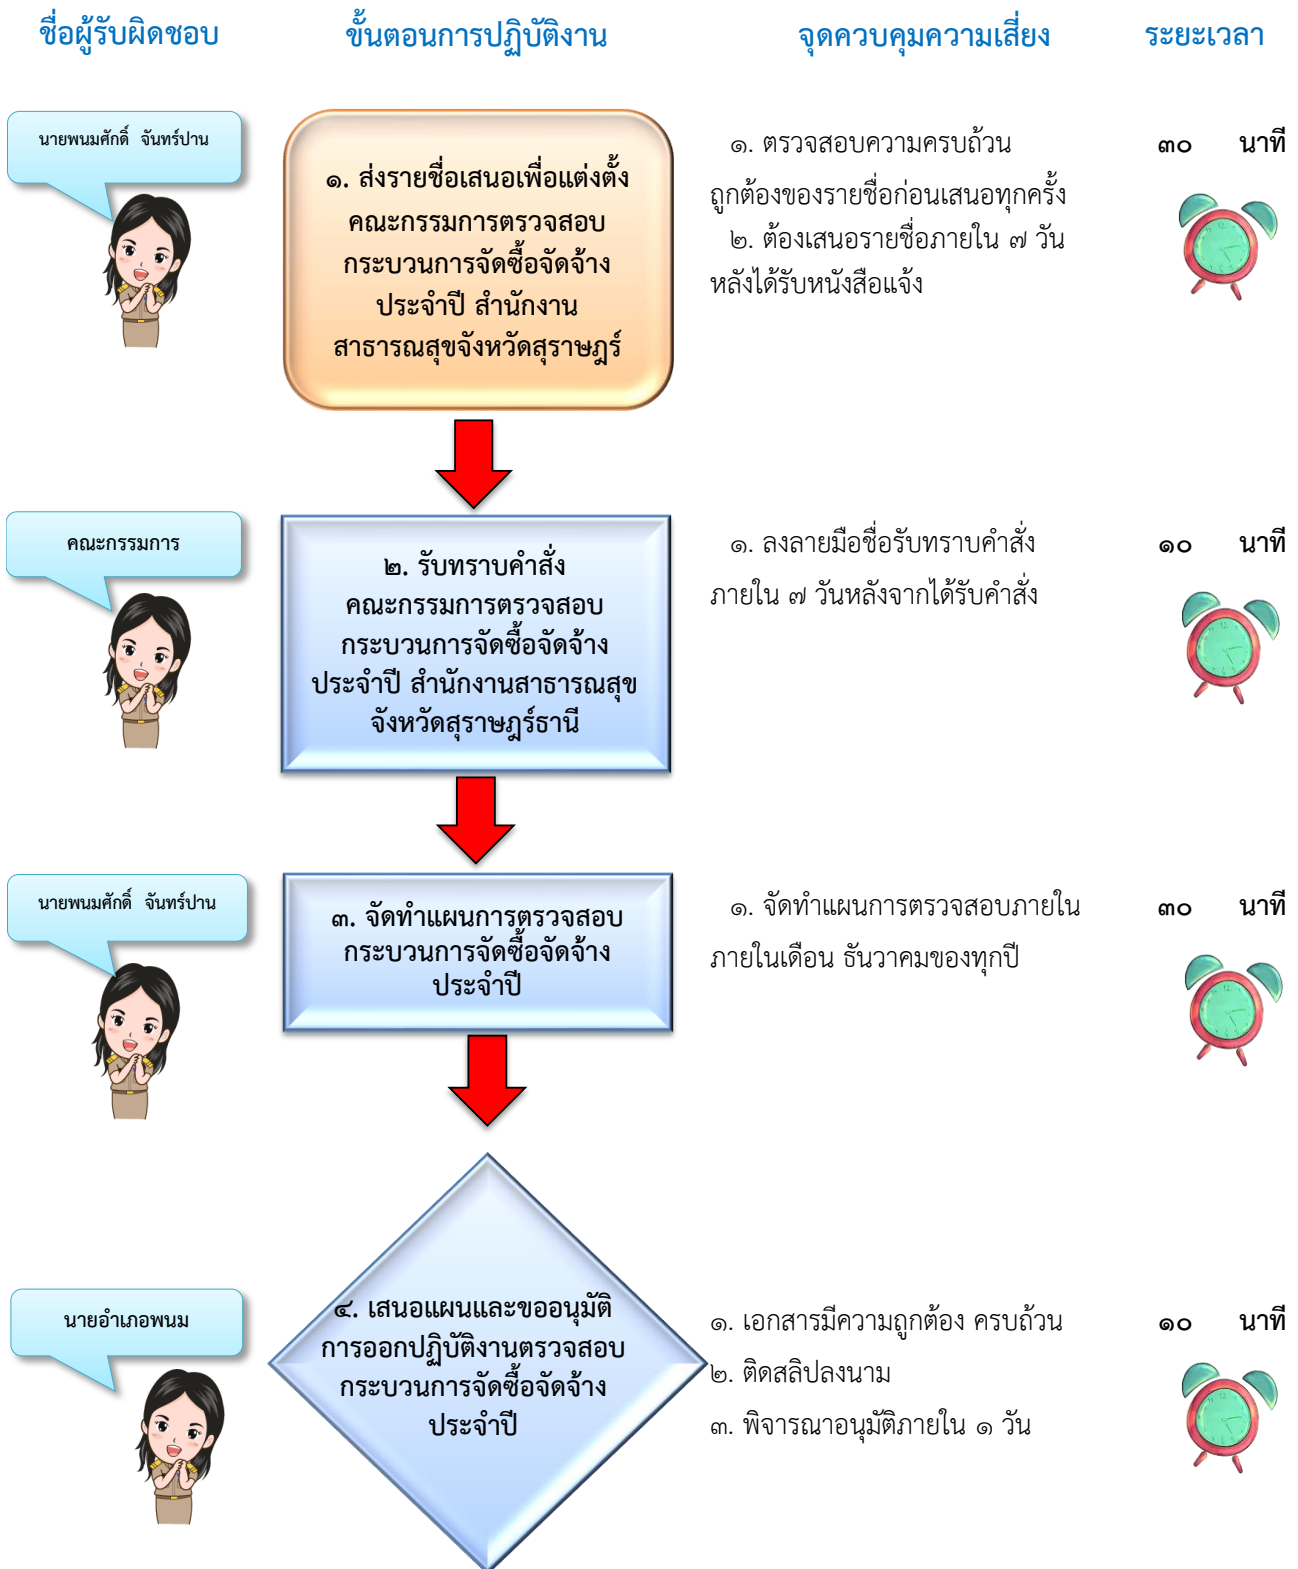 ชื่อผู้รับผิดชอบ ขั้นตอนการปฏิบัติงาน จุดควบคุมความเสี่ยง ระยะเวลา
นายพนมศักดิ์ จันทร์ปาน
๑. ส่งรายชื่อเสนอเพื่อแต่งตั้ง
คณะกรรมการตรวจสอบ
กระบวนการจัดซื้อจัดจ้าง
ประจำปี สำนักงาน
สาธารณสุขจังหวัดสุราษฎร์
๑. ตรวจสอบความครบถ้วน
ถูกต้องของรายชื่อก่อนเสนอทุกครั้ง
๒. ต้องเสนอรายชื่อภายใน ๗ วัน
หลังได้รับหนังสือแจ้ง
๓๐ นาที
คณะกรรมการ
๒. รับทราบคำสั่ง
คณะกรรมการตรวจสอบ
กระบวนการจัดซื้อจัดจ้าง
ประจำปี สำนักงานสาธารณสุข
จังหวัดสุราษฎร์ธานี
๑. ลงลายมือชื่อรับทราบคำสั่ง
ภายใน ๗ วันหลังจากได้รับคำสั่ง
๑๐ นาที
นายพนมศักดิ์ จันทร์ปาน
๓. จัดทำแผนการตรวจสอบ
กระบวนการจัดซื้อจัดจ้าง
ประจำปี
๑. จัดทำแผนการตรวจสอบภายใน
ภายในเดือน ธันวาคมของทุกปี
๓๐ นาที
นายอำเภอพนม
๔. เสนอแผนและขออนุมัติ
การออกปฏิบัติงานตรวจสอบ
กระบวนการจัดซื้อจัดจ้าง
ประจำปี
๑. เอกสารมีความถูกต้อง ครบถ้วน
๒. ติดสลิปลงนาม
๓. พิจารณาอนุมัติภายใน ๑ วัน
๑๐ นาที